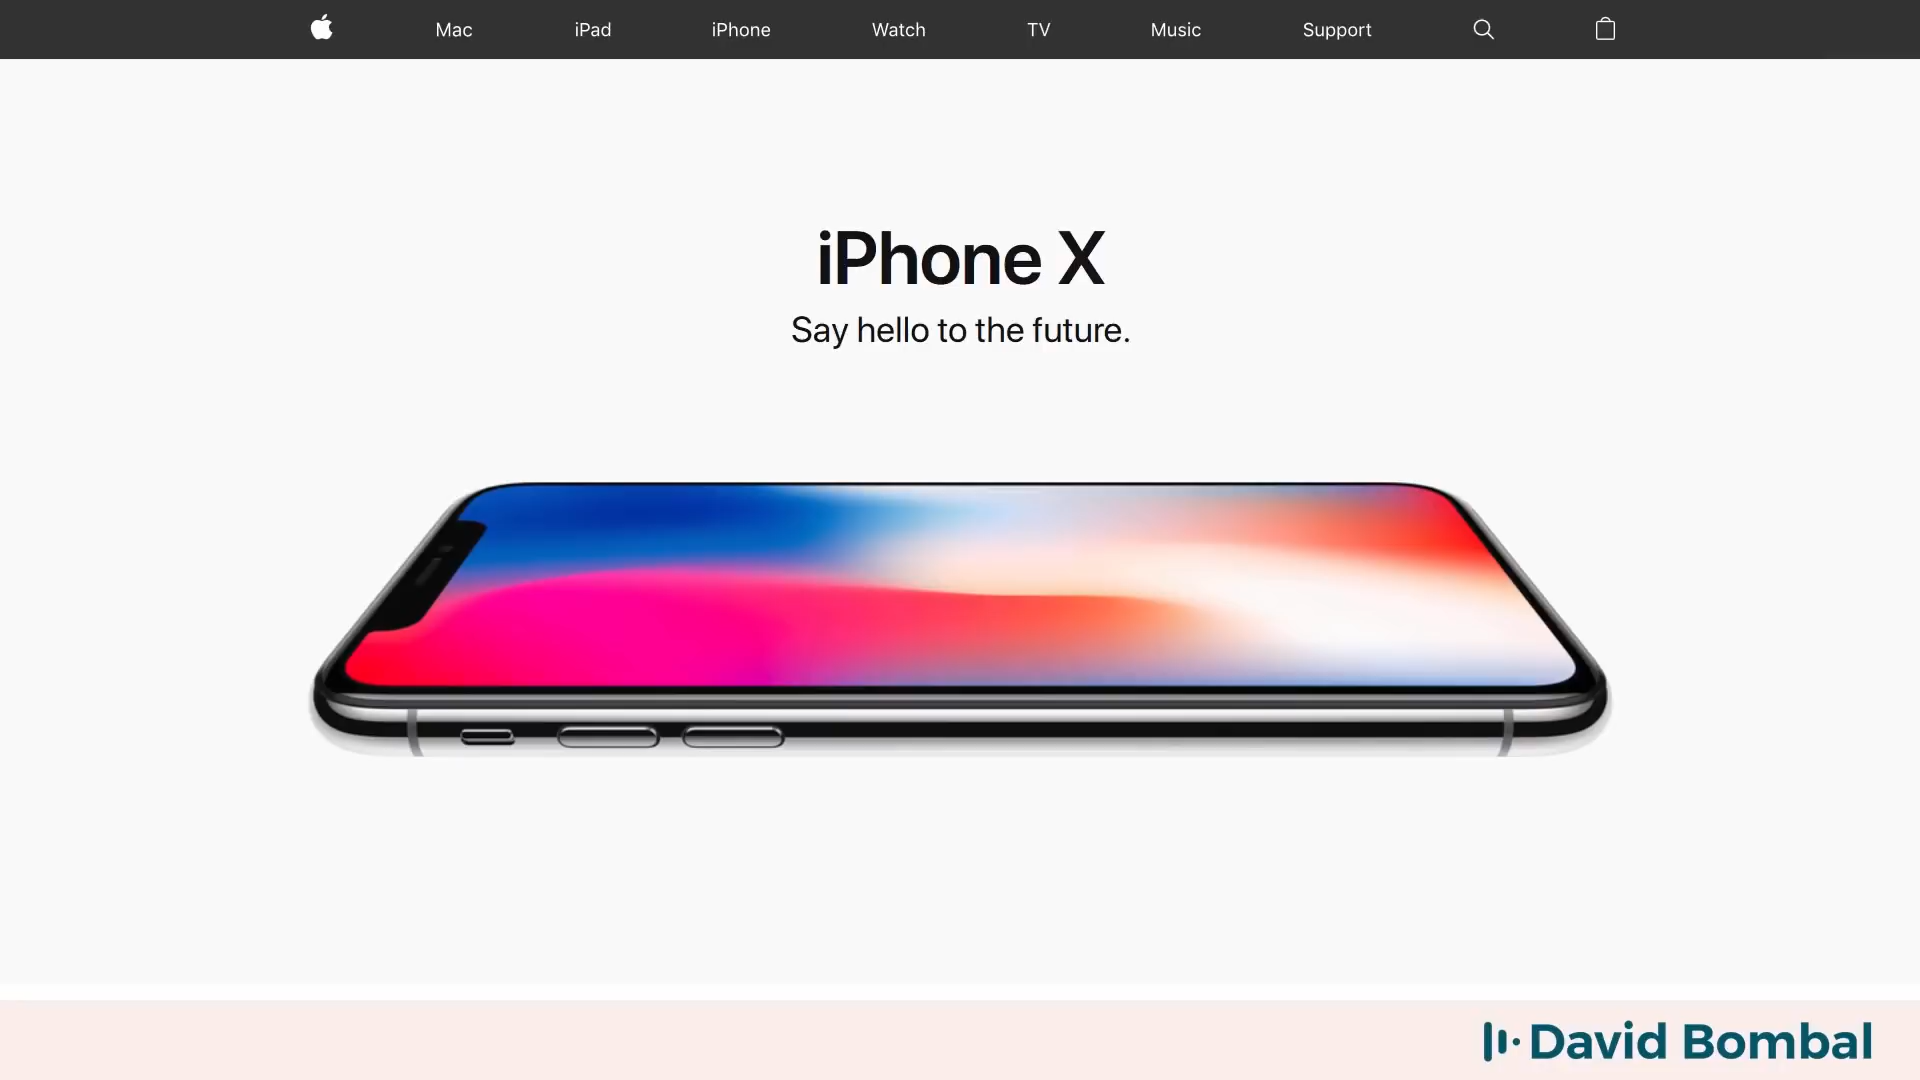 Mac iPad iPhone Watch TV Music Support
iPhone X
Say hello to the future.
David Bombal